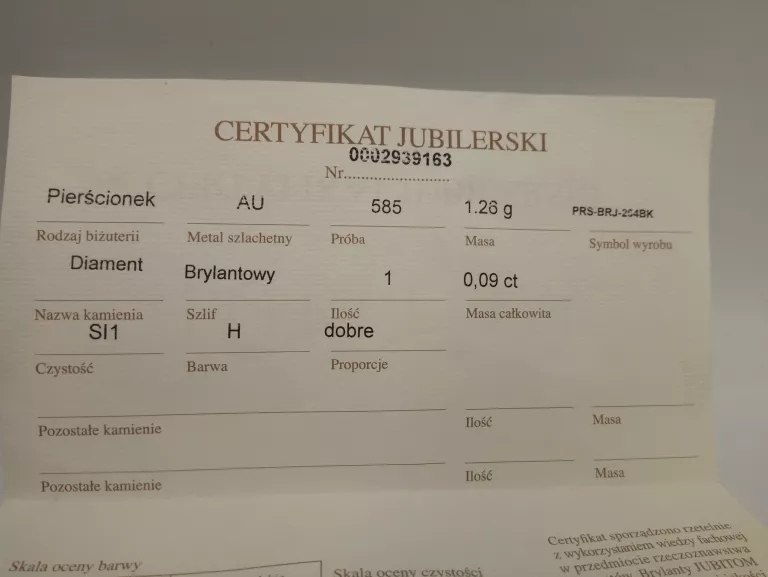 CERTYFIKAT JUBILERSKI
Nr. 0002939163
Pierścionek AU 585 1.26 g PRS-BRJ-254BK
Rodzaj biżuterii Metal szlachetny Próba Masa Symbol wyrobu
Diament Brylantowy 1 0,09 ct
Nazwa kamienia Szlif Ilość Masa całkowita
SI1 H dobre
Czystość Barwa Proporcje
Pozostałe kamienie Ilość Masa
Pozostałe kamienie Ilość Masa
Certyfikat sporządzono rzetelnie
z wykorzystaniem wiedzy fachowej
w przedmiocie rzeczoznawstwa
Brylanty JUBITOM
Skala oceny barwy Skala oceny czystości